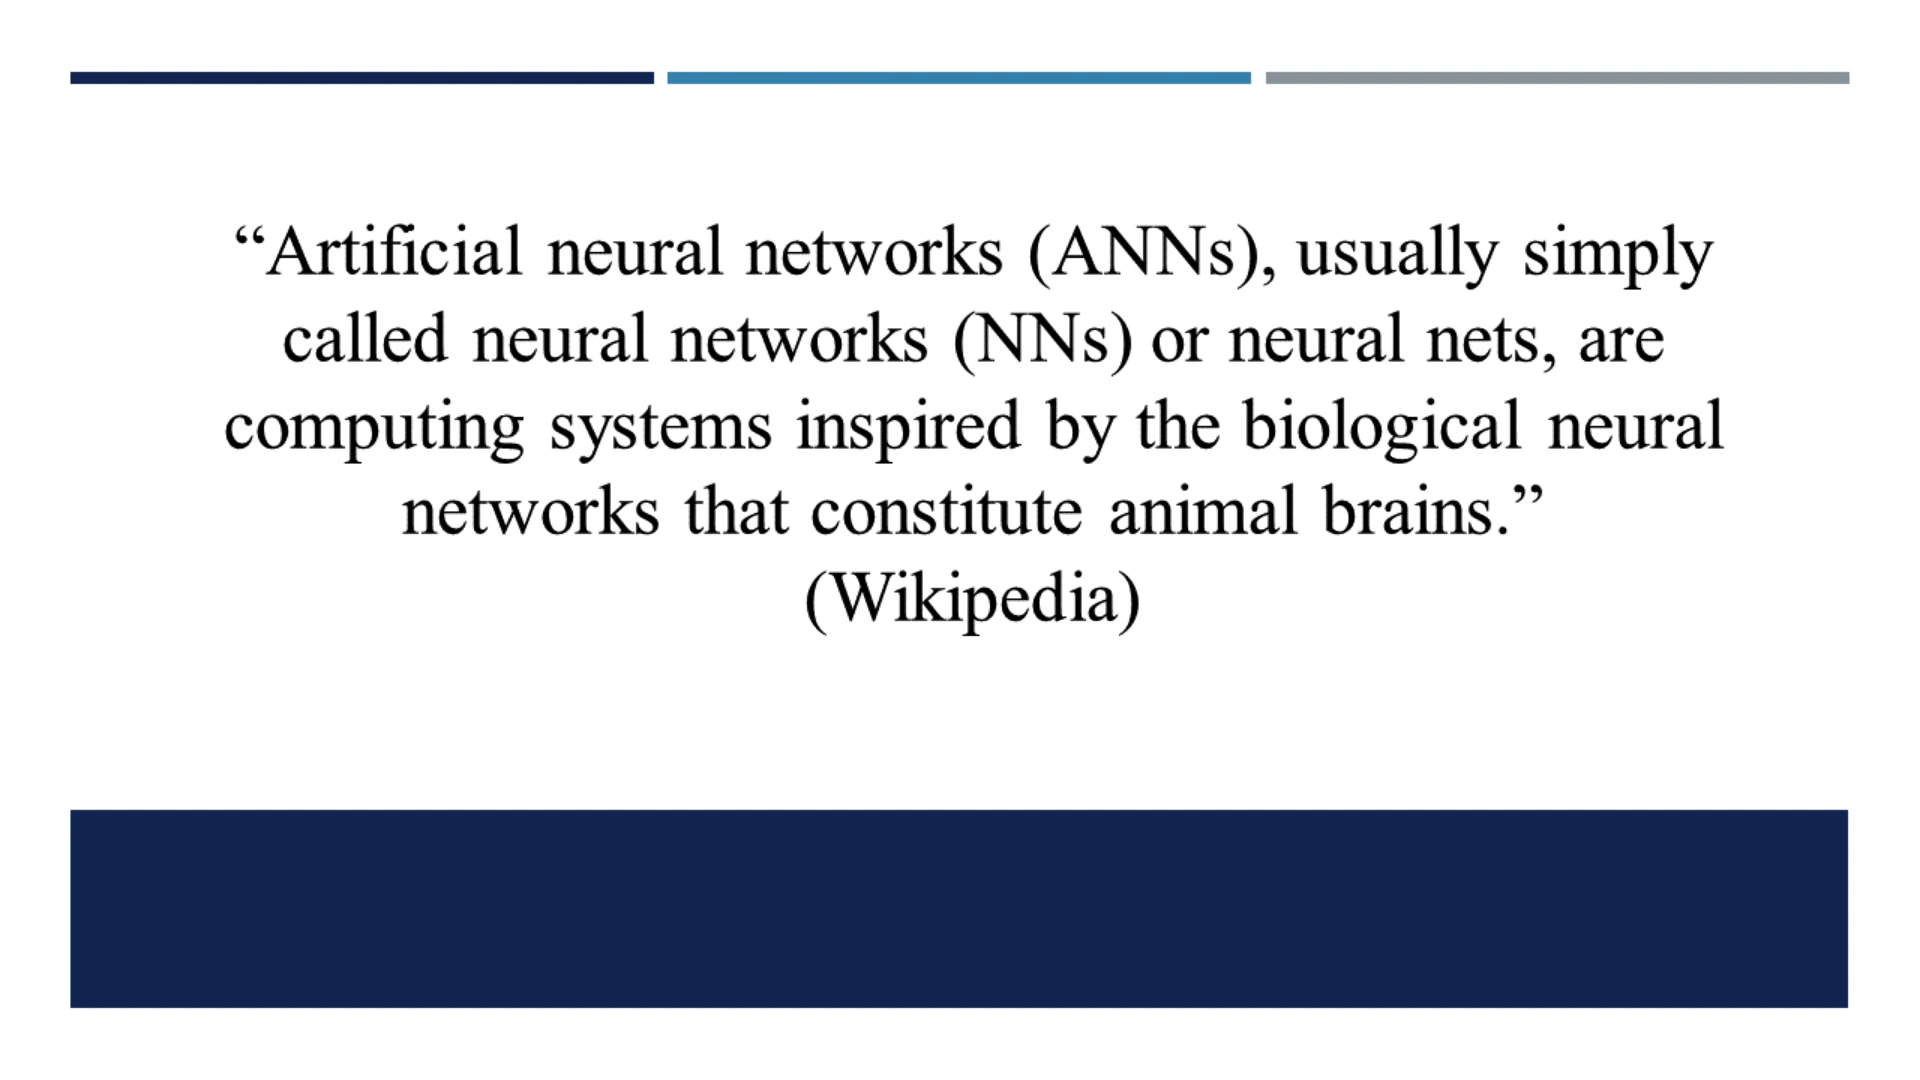 “Artificial neural networks (ANNs), usually simply
called neural networks (NNs) or neural nets, are
computing systems inspired by the biological neural
networks that constitute animal brains.”
(Wikipedia)